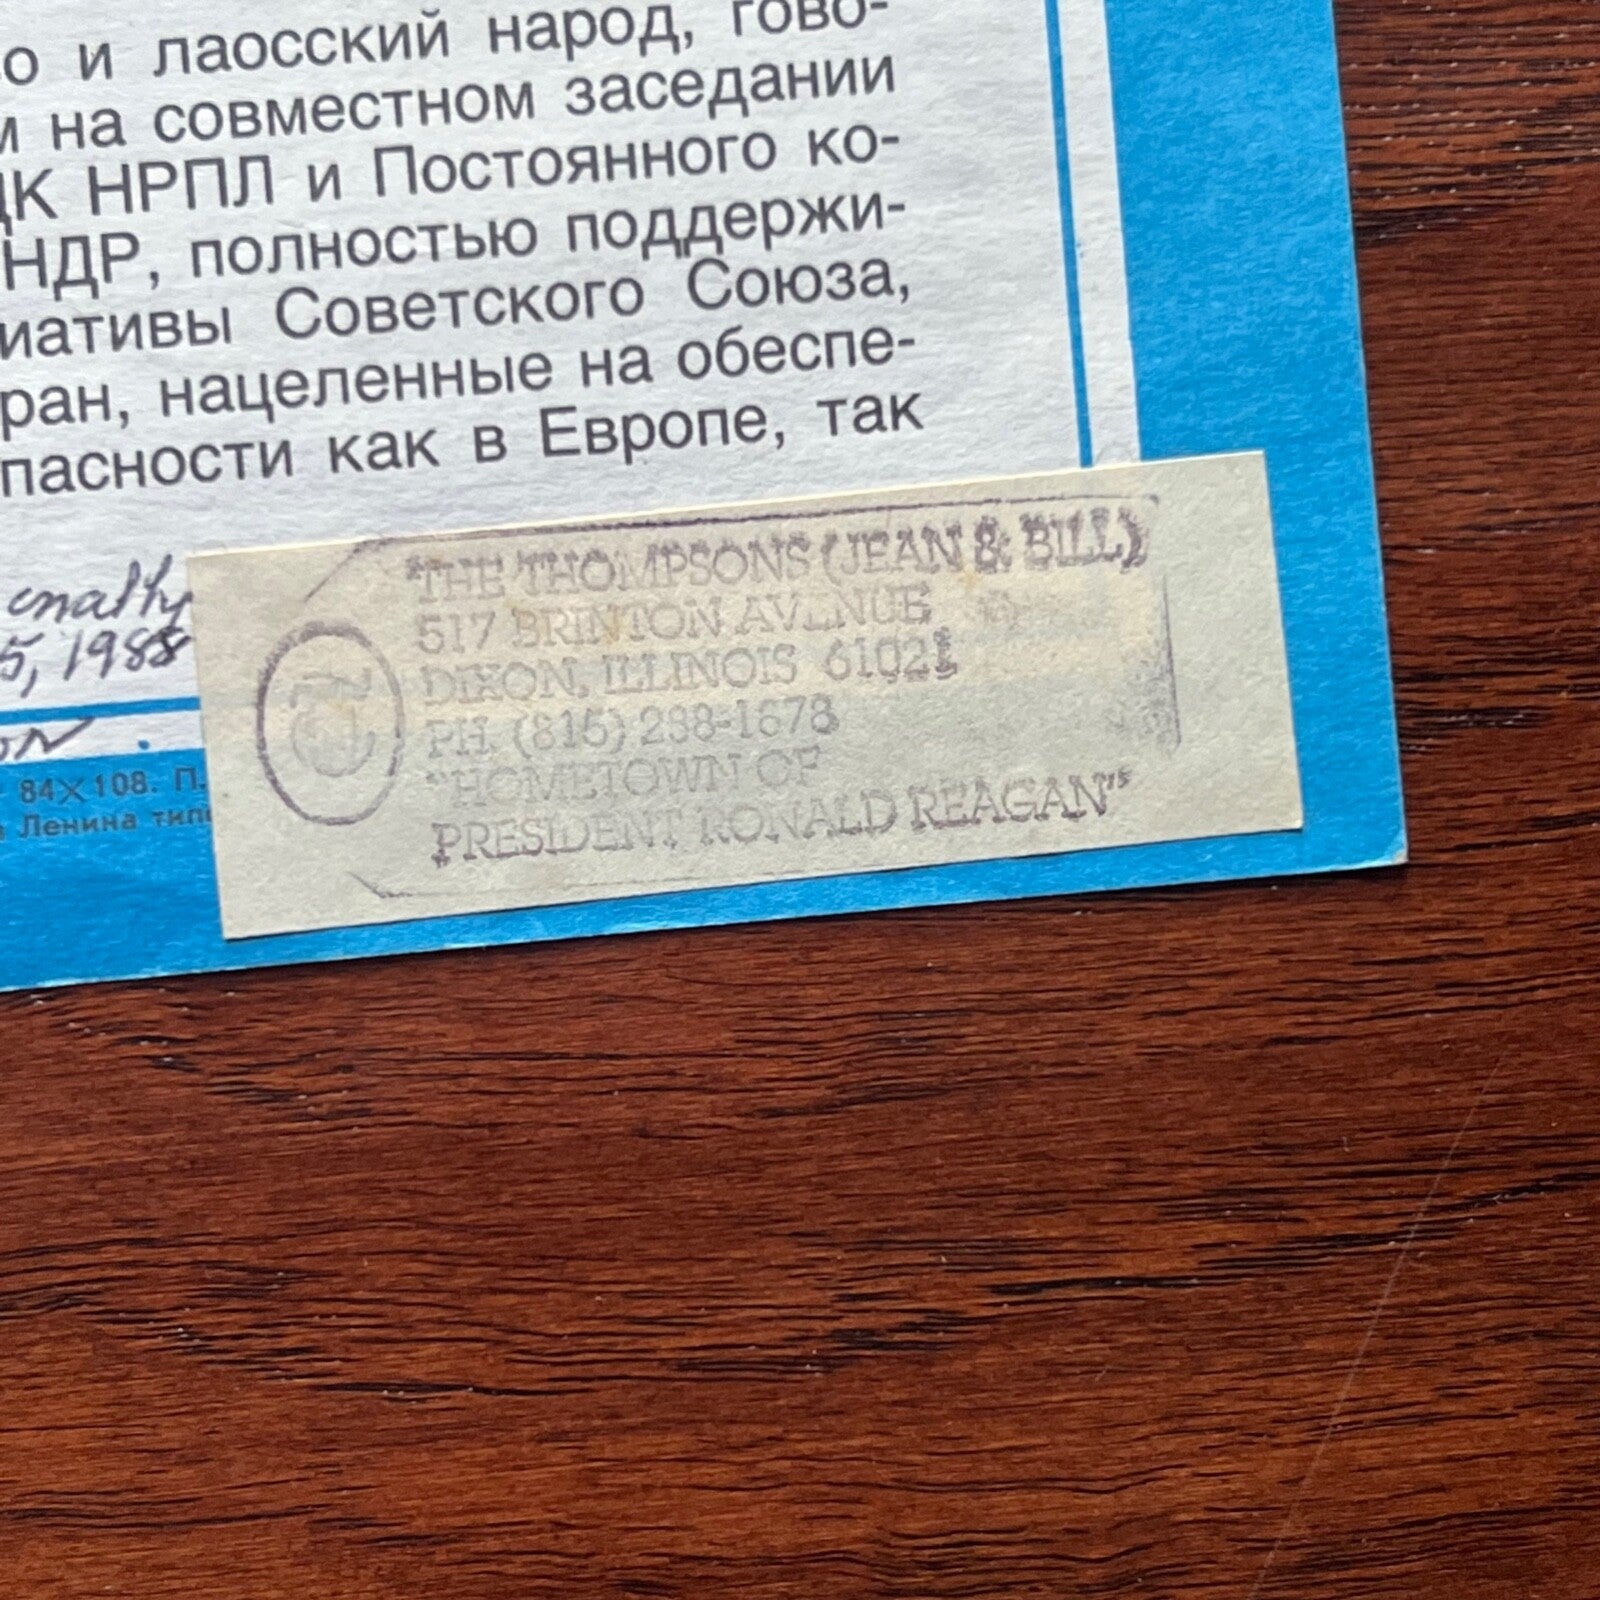 о и лаосский народ, гово-
м на совместном заседании
ЦК НРПЛ и Постоянного ко-
НДР, полностью поддержи-
иативы Советского Союза,
ран, нацеленные на обеспе-
пасности как в Европе, так
5, 1988
84×108. П.
Ленина типо
THE THOMPSONS (JEAN & BILL)
517 BRINTON AVENUE
DIXON, ILLINOIS 61021
PH. (815) 288-1678
"HOMETOWN OF
PRESIDENT RONALD REAGAN"